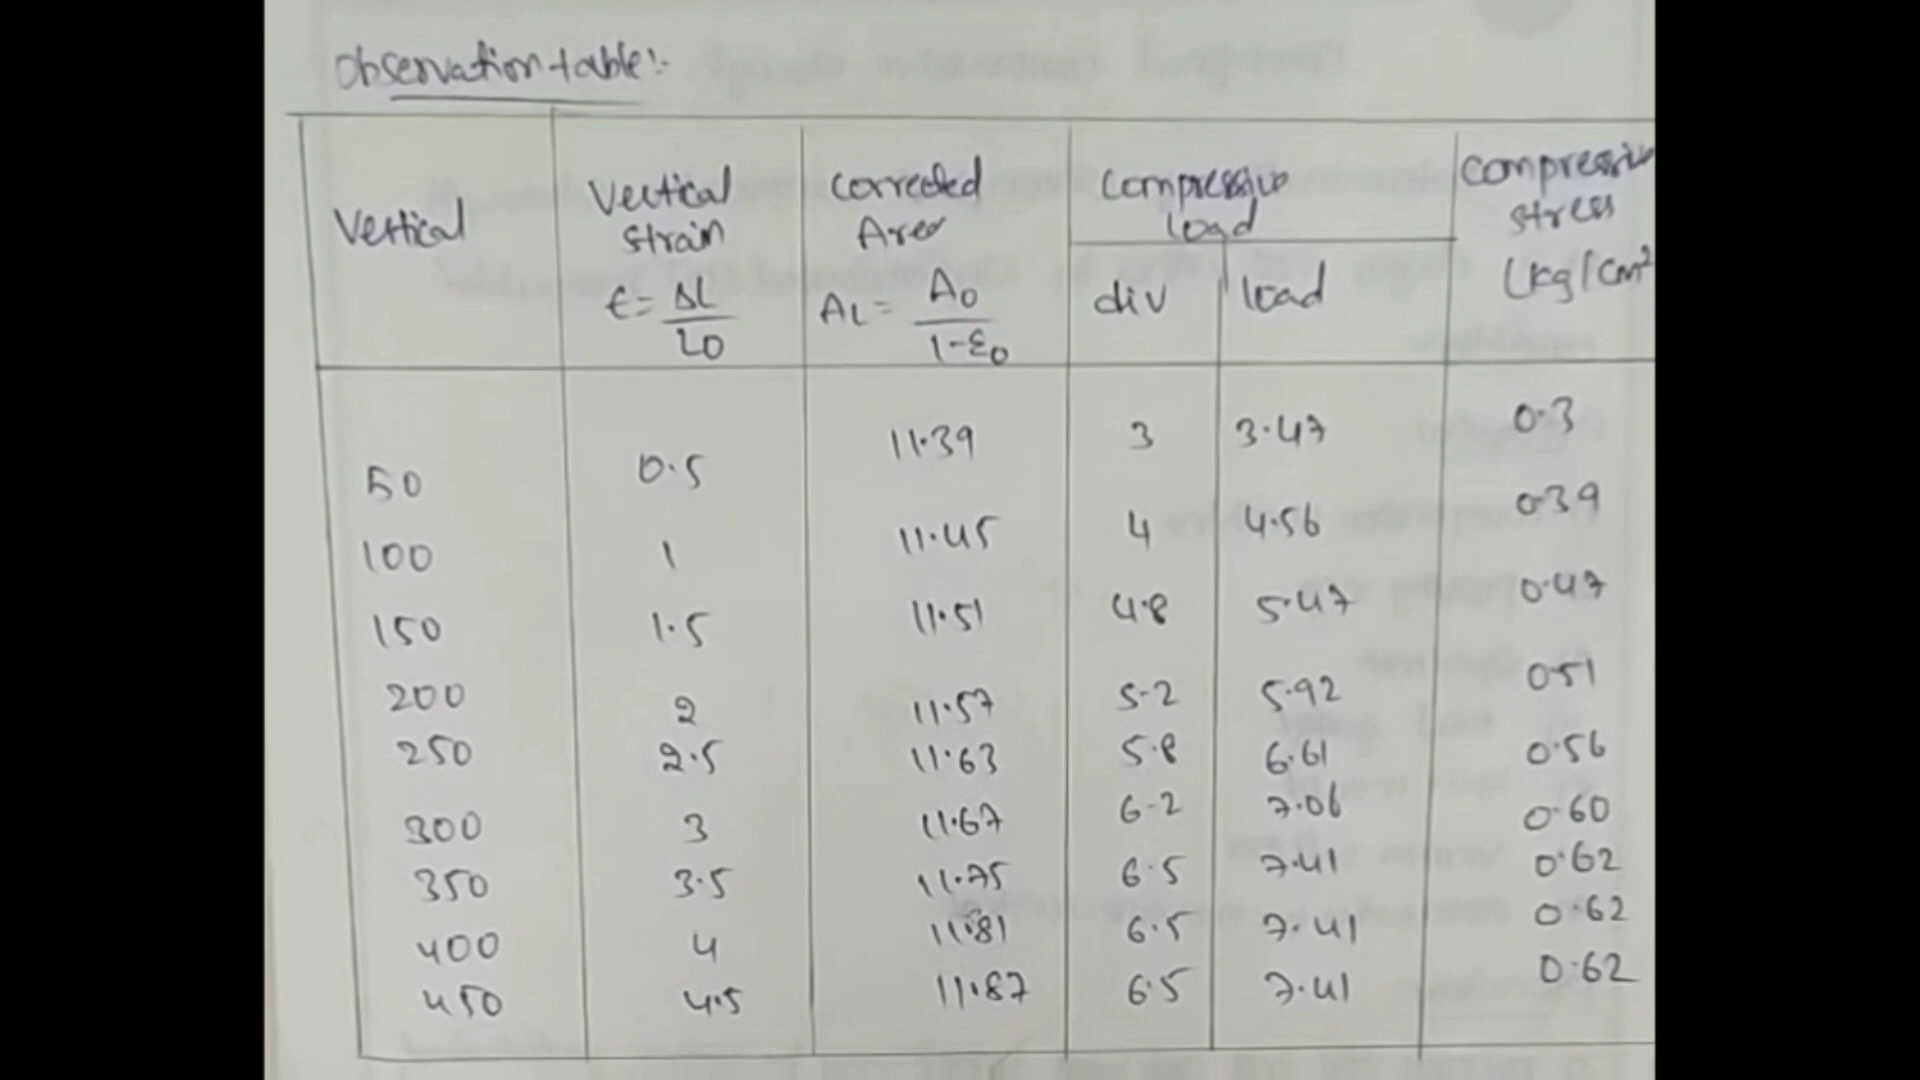 Observation table:-
Vertical | Vertical strain ε = ΔL / L0 | Corrected Area AL = A0 / 1-ε0 | Compressive load div | load | Compressive stress (kg/cm²
50 | 0.5 | 11.39 | 3 | 3.47 | 0.3
100 | 1 | 11.45 | 4 | 4.56 | 0.39
150 | 1.5 | 11.51 | 4.8 | 5.47 | 0.47
200 | 2 | 11.57 | 5.2 | 5.92 | 0.51
250 | 2.5 | 11.63 | 5.8 | 6.61 | 0.56
300 | 3 | 11.67 | 6.2 | 7.06 | 0.60
350 | 3.5 | 11.75 | 6.5 | 7.41 | 0.62
400 | 4 | 11.81 | 6.5 | 7.41 | 0.62
450 | 4.5 | 11.87 | 6.5 | 7.41 | 0.62